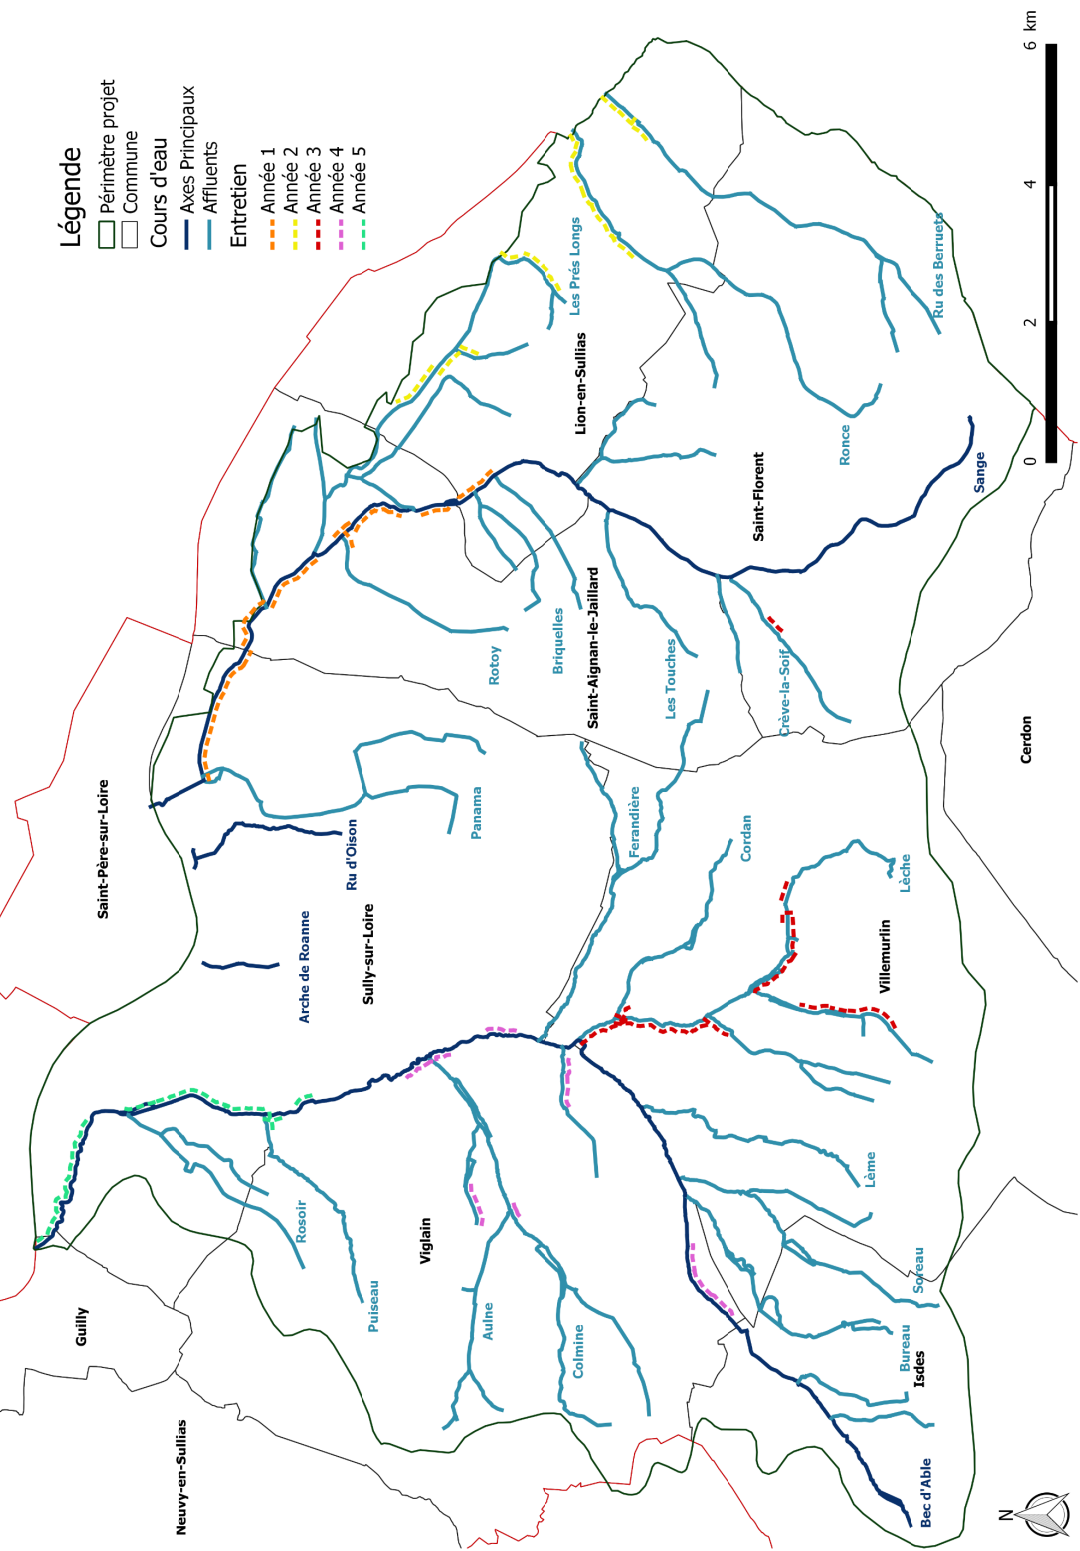 Légende
Périmètre projet
Commune
Cours d'eau
Axes Principaux
Affluents
Entretien
Année 1
Année 2
Année 3
Année 4
Année 5
0 2 4 6 km
N
Guilly
Neuvy-en-Sullias
Saint-Père-sur-Loire
Sully-sur-Loire
Viglain
Isdes
Villemurlin
Cerdon
Saint-Aignan-le-Jaillard
Saint-Florent
Lion-en-Sullias
Arche de Roanne
Ru d'Oison
Panama
Rotoy
Briquelles
Les Touches
Crève-la-Soif
Sange
Ronce
Ru des Berruets
Les Prés Longs
Ferandière
Cordan
Lèche
Rosoir
Puiseau
Aulne
Colmine
Lème
Soreau
Bureau
Bec d'Able